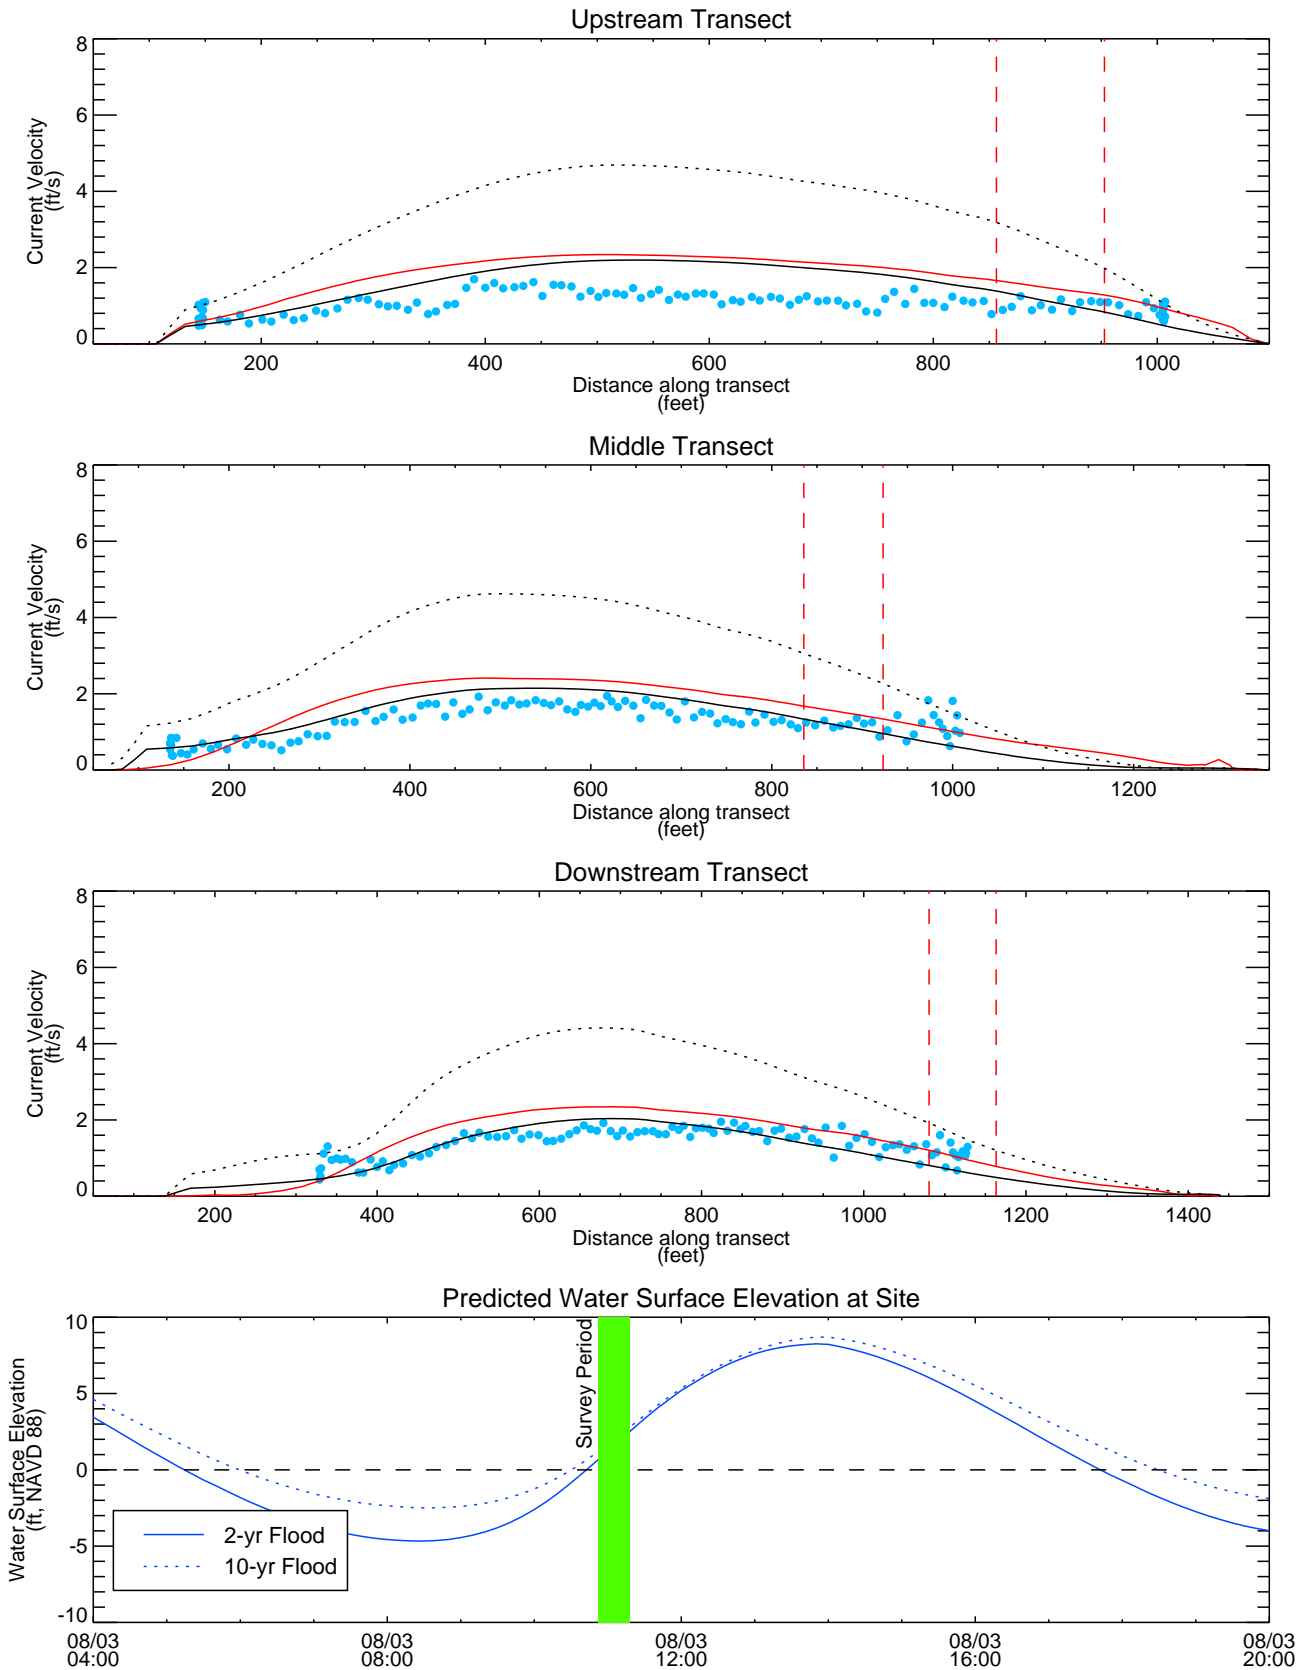 Upstream Transect
8
6
4
2
0
Current Velocity
(ft/s)
200
400
600
800
1000
Distance along transect
(feet)
Middle Transect
8
6
4
2
0
Current Velocity
(ft/s)
200
400
600
800
1000
1200
Distance along transect
(feet)
Downstream Transect
8
6
4
2
0
Current Velocity
(ft/s)
200
400
600
800
1000
1200
1400
Distance along transect
(feet)
Predicted Water Surface Elevation at Site
10
5
0
-5
-10
Water Surface Elevation
(ft, NAVD 88)
Survey Period
2-yr Flood
10-yr Flood
08/03
04:00
08/03
08:00
08/03
12:00
08/03
16:00
08/03
20:00